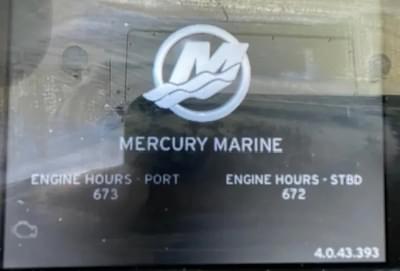 MERCURY MARINE
ENGINE HOURS - PORT
673
ENGINE HOURS - STBD
672
4.0.43.393